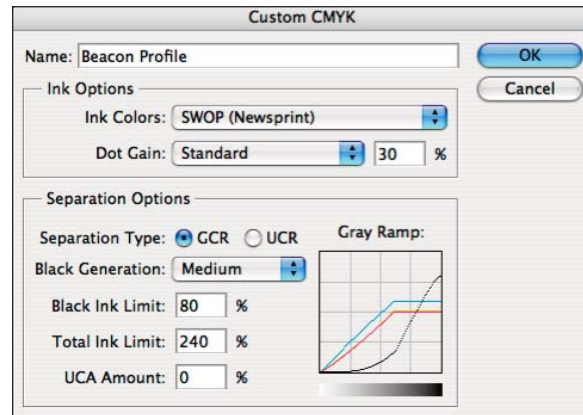 Custom CMYK
Name: Beacon Profile
OK
Cancel
Ink Options
Ink Colors: SWOP (Newsprint)
Dot Gain: Standard 30 %
Separation Options
Separation Type: GCR UCR
Gray Ramp:
Black Generation: Medium
Black Ink Limit: 80 %
Total Ink Limit: 240 %
UCA Amount: 0 %